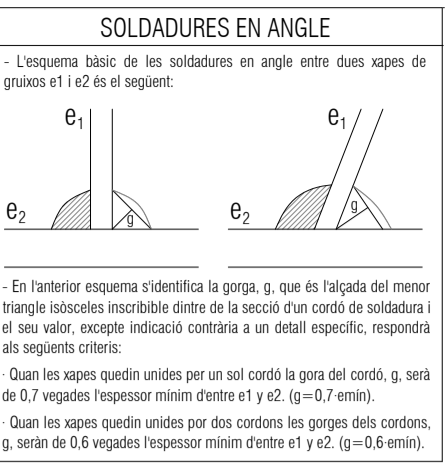 SOLDADURES EN ANGLE
- L'esquema bàsic de les soldadures en angle entre dues xapes de
gruixos e1 i e2 és el següent:
e1
e1
e2
g
e2
g
- En l'anterior esquema s'identifica la gorga, g, que és l'alçada del menor
triangle isòsceles inscribible dintre de la secció d'un cordó de soldadura i
el seu valor, excepte indicació contrària a un detall específic, respondrà
als següents criteris:
· Quan les xapes quedin unides per un sol cordó la gora del cordó, g, serà
de 0,7 vegades l'espessor mínim d'entre e1 y e2. (g=0,7·emín).
· Quan les xapes quedin unides per dos cordons les gorges dels cordons,
g, seràn de 0,6 vegades l'espessor mínim d'entre e1 y e2. (g=0,6·emín).